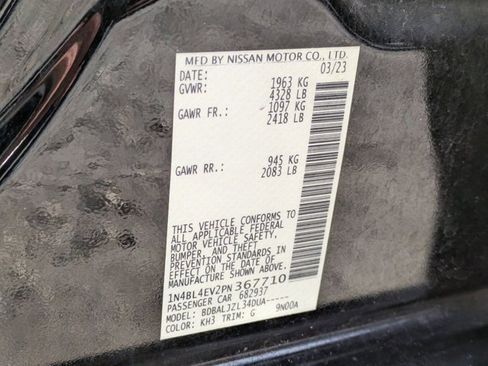 MFD BY NISSAN MOTOR CO., LTD.
DATE: 03/23
GVWR: 1963 KG
4328 LB
GAWR FR.: 1097 KG
2418 LB
GAWR RR.: 945 KG
2083 LB
THIS VEHICLE CONFORMS TO
ALL APPLICABLE FEDERAL
MOTOR VEHICLE SAFETY,
BUMPER, AND THEFT
PREVENTION STANDARDS IN
EFFECT ON THE DATE OF
MANUFACTURE SHOWN ABOVE.
1N4BL4EV2PN 367710
PASSENGER CAR 682937
MODEL: BDBALJZL34DUA-----
COLOR: KH3 TRIM: G 9N00A